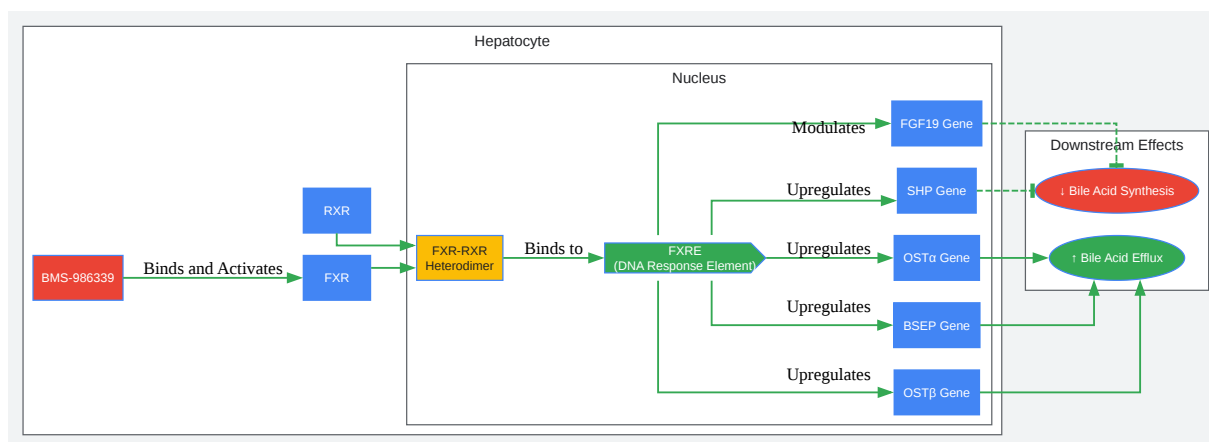 Hepatocyte
Nucleus
Modulates
FGF19 Gene
Downstream Effects
RXR
Upregulates
SHP Gene
↓ Bile Acid Synthesis
BMS-986339
Binds and Activates
FXR
FXR-RXR
Heterodimer
Binds to
FXRE
(DNA Response Element)
Upregulates
OSTα Gene
↑ Bile Acid Efflux
Upregulates
BSEP Gene
Upregulates
OSTβ Gene